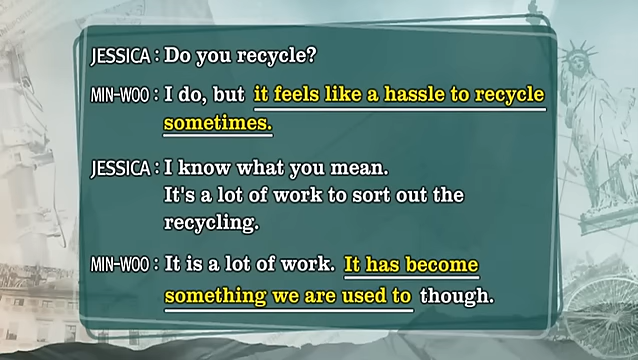 JESSICA : Do you recycle?
MIN-WOO : I do, but it feels like a hassle to recycle
sometimes.
JESSICA : I know what you mean.
It's a lot of work to sort out the
recycling.
MIN-WOO : It is a lot of work. It has become
something we are used to though.